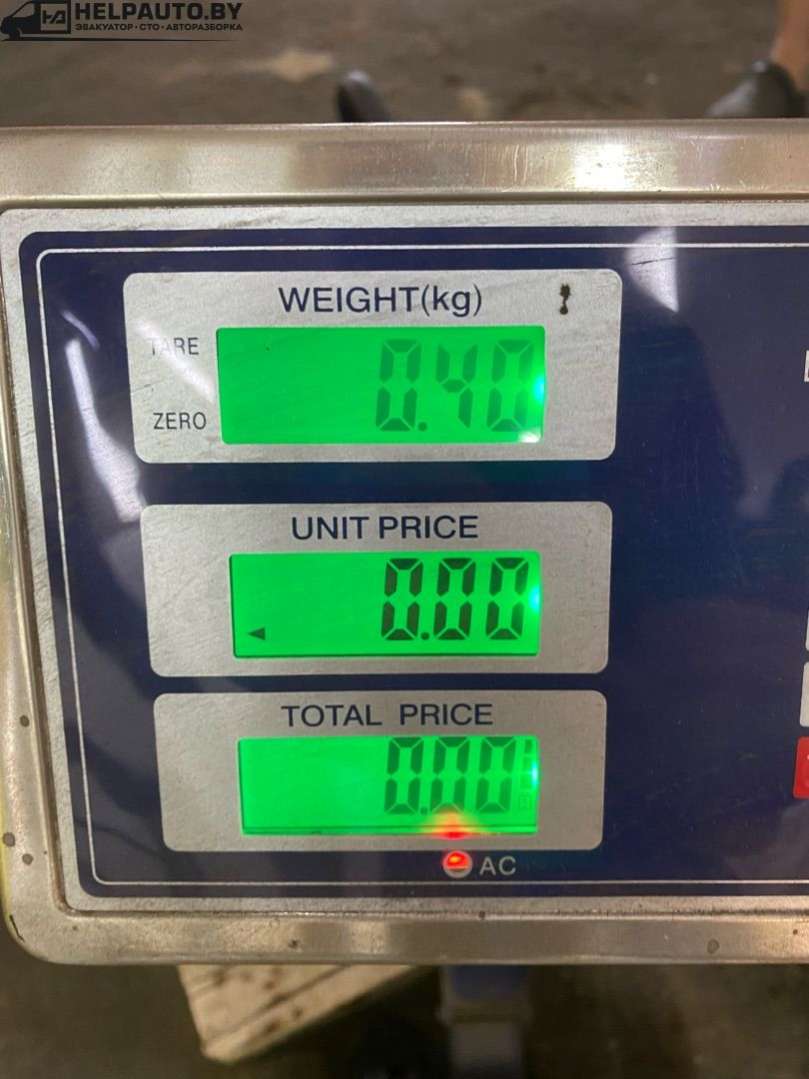 HELPAUTO.BY
ЭВАКУАТОР • СТО • АВТОРАЗБОРКА
WEIGHT(kg)
TARE
0.40
ZERO
UNIT PRICE
0.00
TOTAL PRICE
0.00
AC